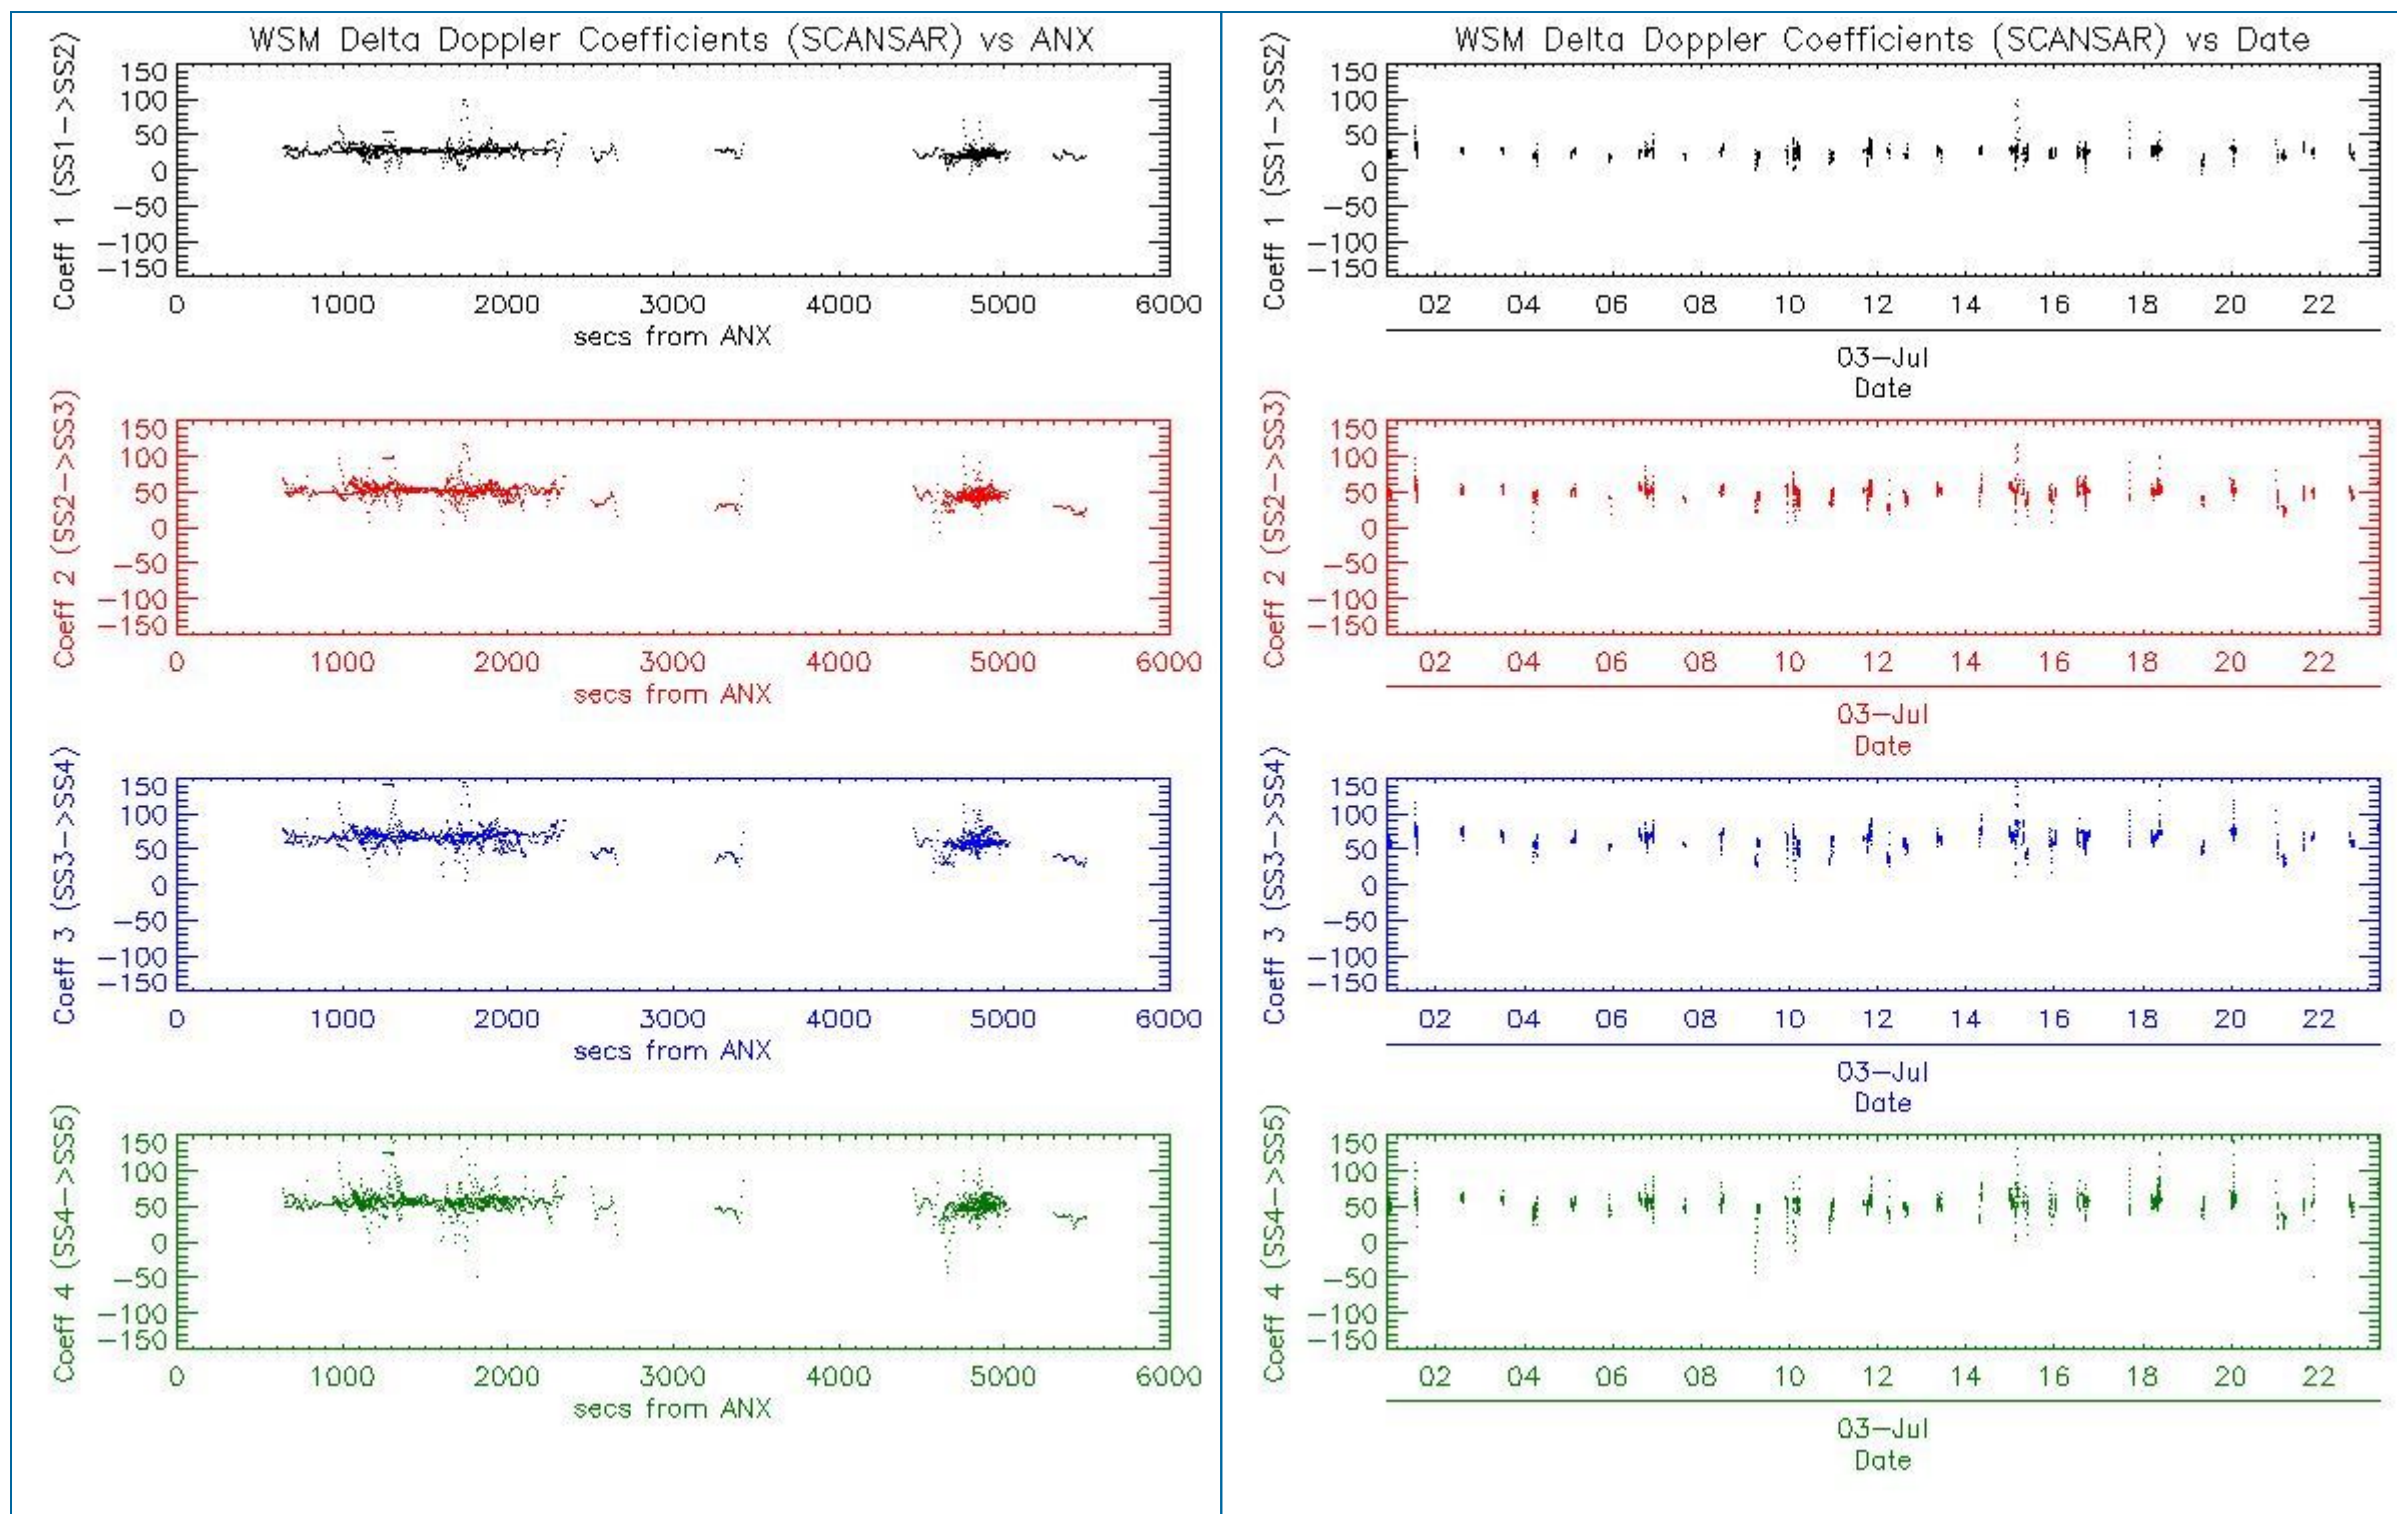 WSM Delta Doppler Coefficients (SCANSAR) vs ANX
Coeff 1 (SS1->SS2)
150
100
50
0
-50
-100
-150
0 1000 2000 3000 4000 5000 6000
secs from ANX
Coeff 2 (SS2->SS3)
150
100
50
0
-50
-100
-150
0 1000 2000 3000 4000 5000 6000
secs from ANX
Coeff 3 (SS3->SS4)
150
100
50
0
-50
-100
-150
0 1000 2000 3000 4000 5000 6000
secs from ANX
Coeff 4 (SS4->SS5)
150
100
50
0
-50
-100
-150
0 1000 2000 3000 4000 5000 6000
secs from ANX
WSM Delta Doppler Coefficients (SCANSAR) vs Date
Coeff 1 (SS1->SS2)
150
100
50
0
-50
-100
-150
02 04 06 08 10 12 14 16 18 20 22
03-Jul
Date
Coeff 2 (SS2->SS3)
150
100
50
0
-50
-100
-150
02 04 06 08 10 12 14 16 18 20 22
03-Jul
Date
Coeff 3 (SS3->SS4)
150
100
50
0
-50
-100
-150
02 04 06 08 10 12 14 16 18 20 22
03-Jul
Date
Coeff 4 (SS4->SS5)
150
100
50
0
-50
-100
-150
02 04 06 08 10 12 14 16 18 20 22
03-Jul
Date